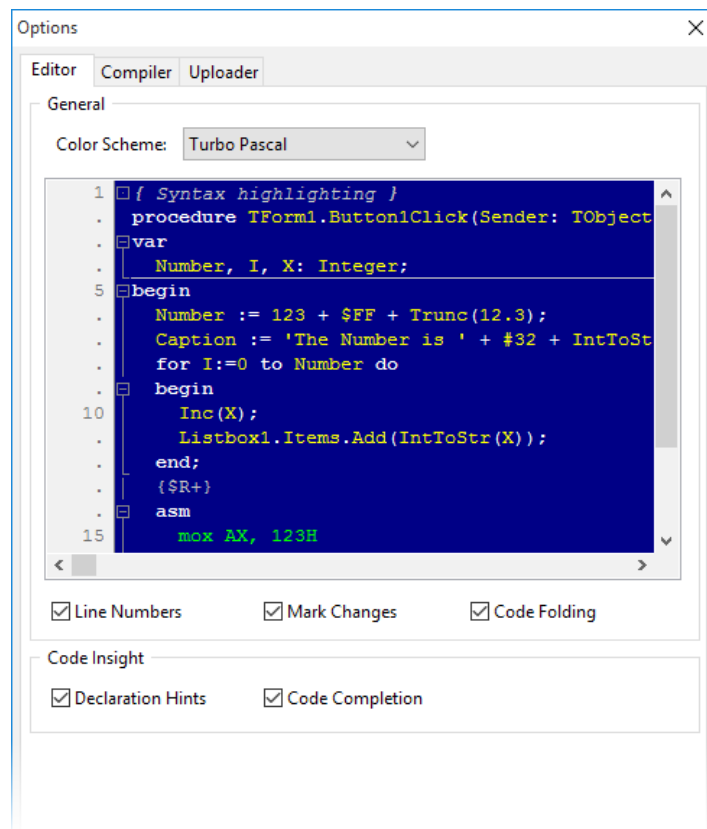 Options
Editor Compiler Uploader
General
Color Scheme: Turbo Pascal
1 { Syntax highlighting }
. procedure TForm1.Button1Click(Sender: TObject
. var
. Number, I, X: Integer;
5 begin
. Number := 123 + $FF + Trunc(12.3);
. Caption := 'The Number is ' + #32 + IntToSt
. for I:=0 to Number do
. begin
10 Inc(X);
. Listbox1.Items.Add(IntToStr(X));
. end;
. {$R+}
. asm
15 mox AX, 123H
Line Numbers Mark Changes Code Folding
Code Insight
Declaration Hints Code Completion